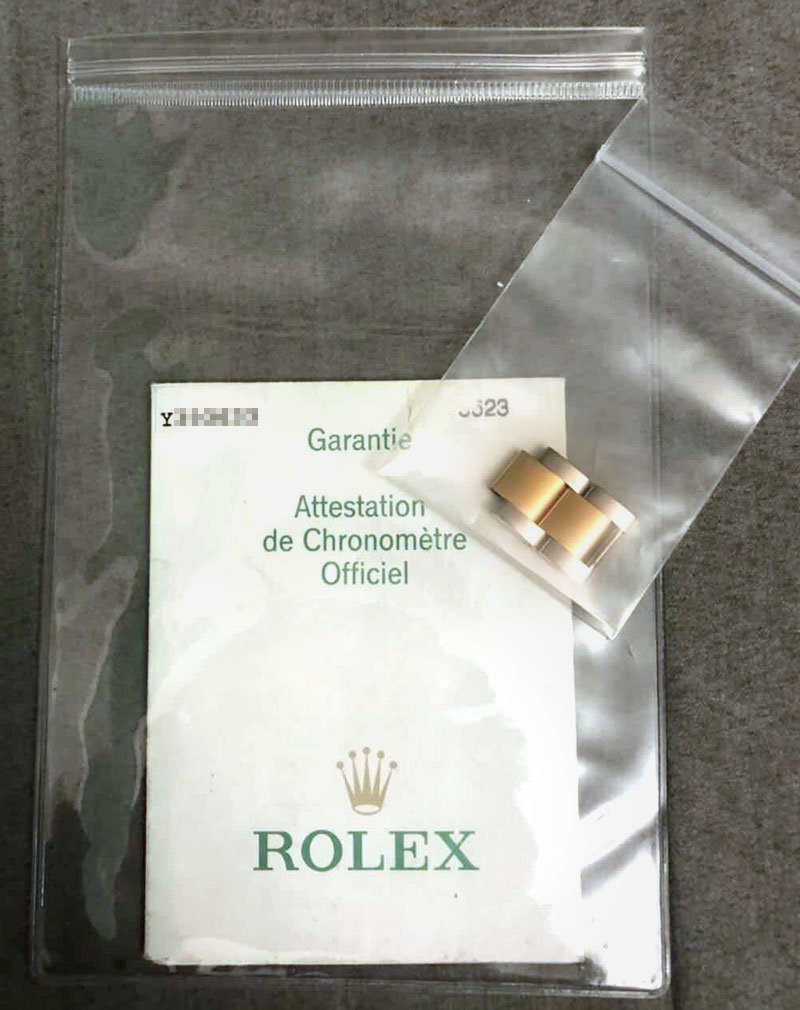 Y
Garantie
Attestation
de Chronomètre
Officiel
ROLEX